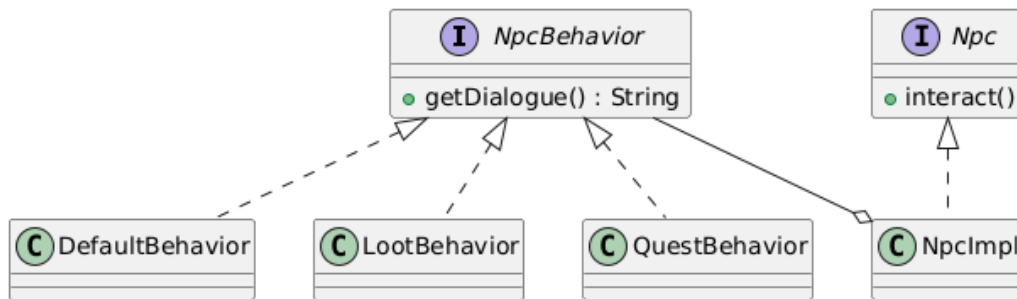 I NpcBehavior
I Npc
getDialogue() : String
interact()
C DefaultBehavior
C LootBehavior
C QuestBehavior
C NpcImpl